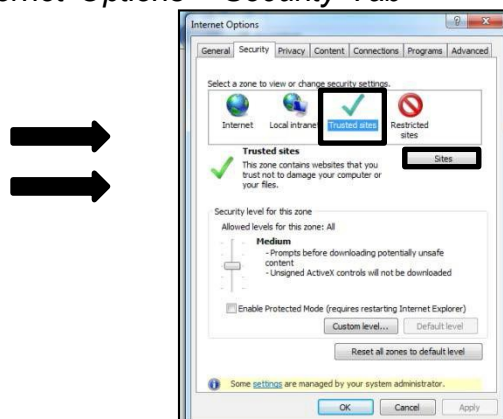 Internet Options
General Security Privacy Content Connections Programs Advanced
Select a zone to view or change security settings.
Internet Local intranet Trusted sites Restricted sites
Trusted sites
Sites
This zone contains websites that you
trust not to damage your computer or
your files.
Security level for this zone
Allowed levels for this zone: All
Medium
- Prompts before downloading potentially unsafe
content
- Unsigned ActiveX controls will not be downloaded
Enable Protected Mode (requires restarting Internet Explorer)
Custom level... Default level
Reset all zones to default level
Some settings are managed by your system administrator.
OK Cancel Apply